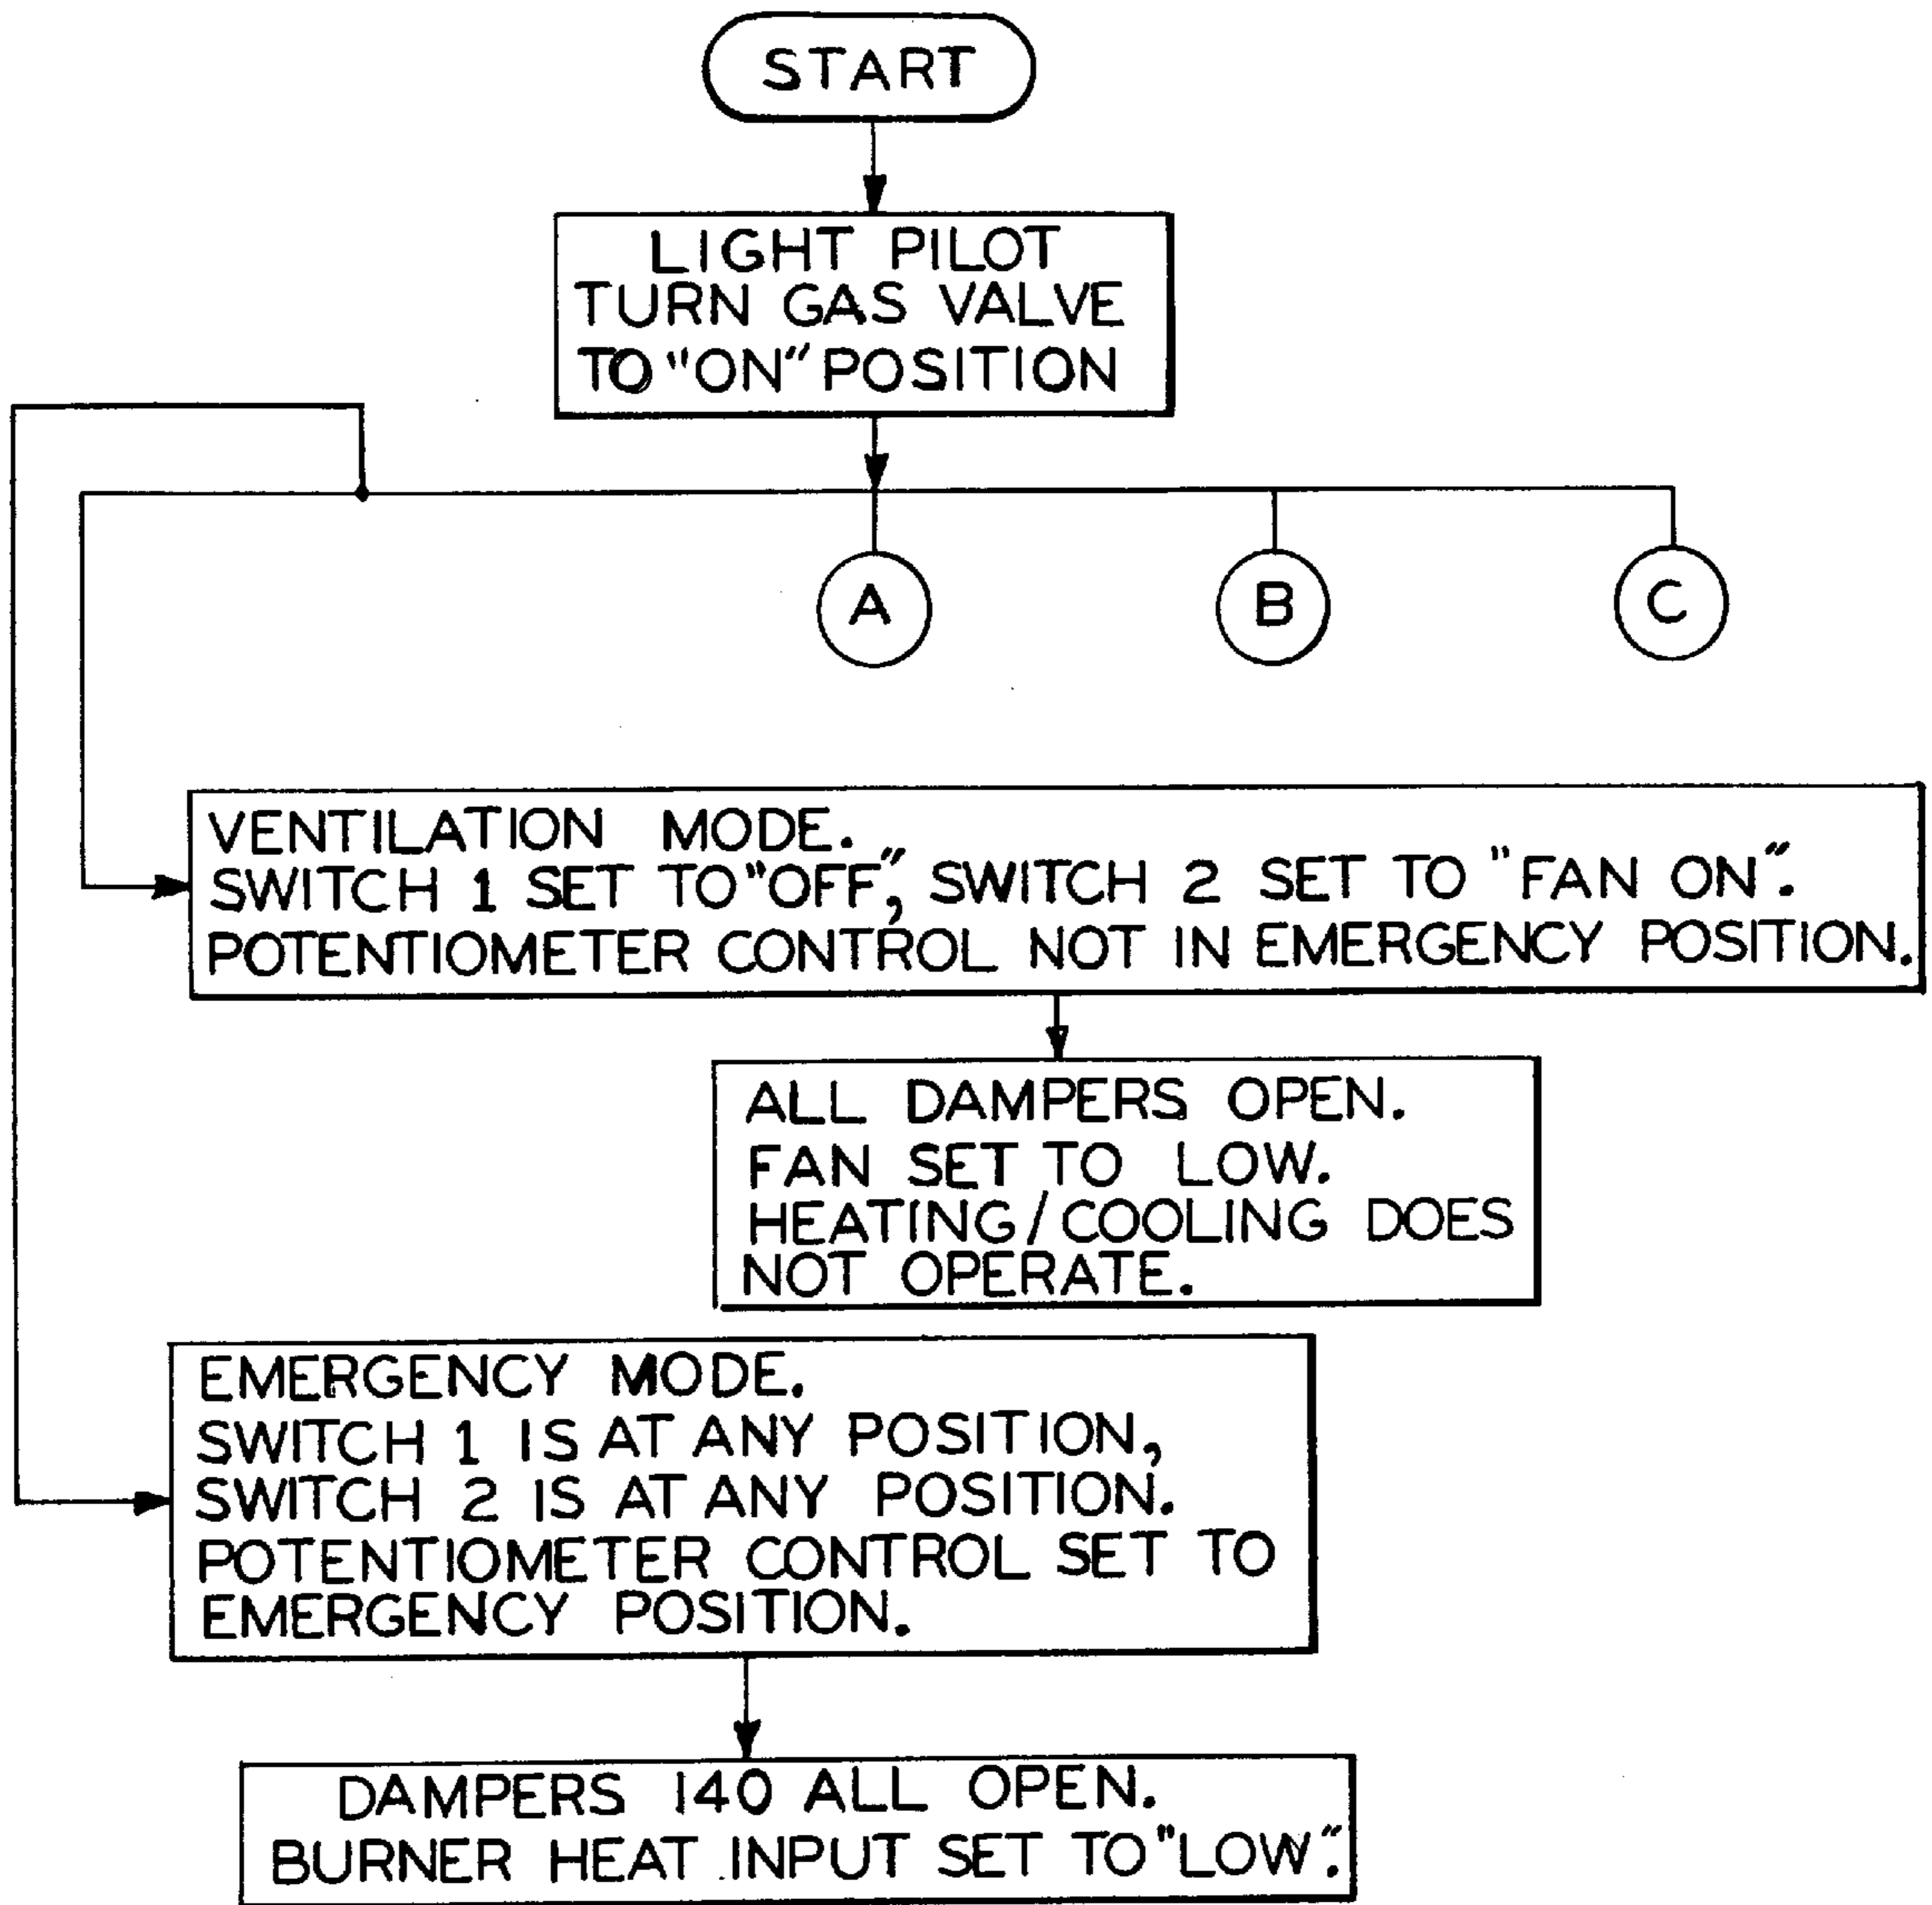 START
LIGHT PILOT
TURN GAS VALVE
TO "ON" POSITION
A
B
C
VENTILATION MODE.
SWITCH 1 SET TO "OFF", SWITCH 2 SET TO "FAN ON".
POTENTIOMETER CONTROL NOT IN EMERGENCY POSITION.
ALL DAMPERS OPEN.
FAN SET TO LOW.
HEATING/COOLING DOES
NOT OPERATE.
EMERGENCY MODE.
SWITCH 1 IS AT ANY POSITION,
SWITCH 2 IS AT ANY POSITION.
POTENTIOMETER CONTROL SET TO
EMERGENCY POSITION.
DAMPERS 140 ALL OPEN.
BURNER HEAT INPUT SET TO "LOW".